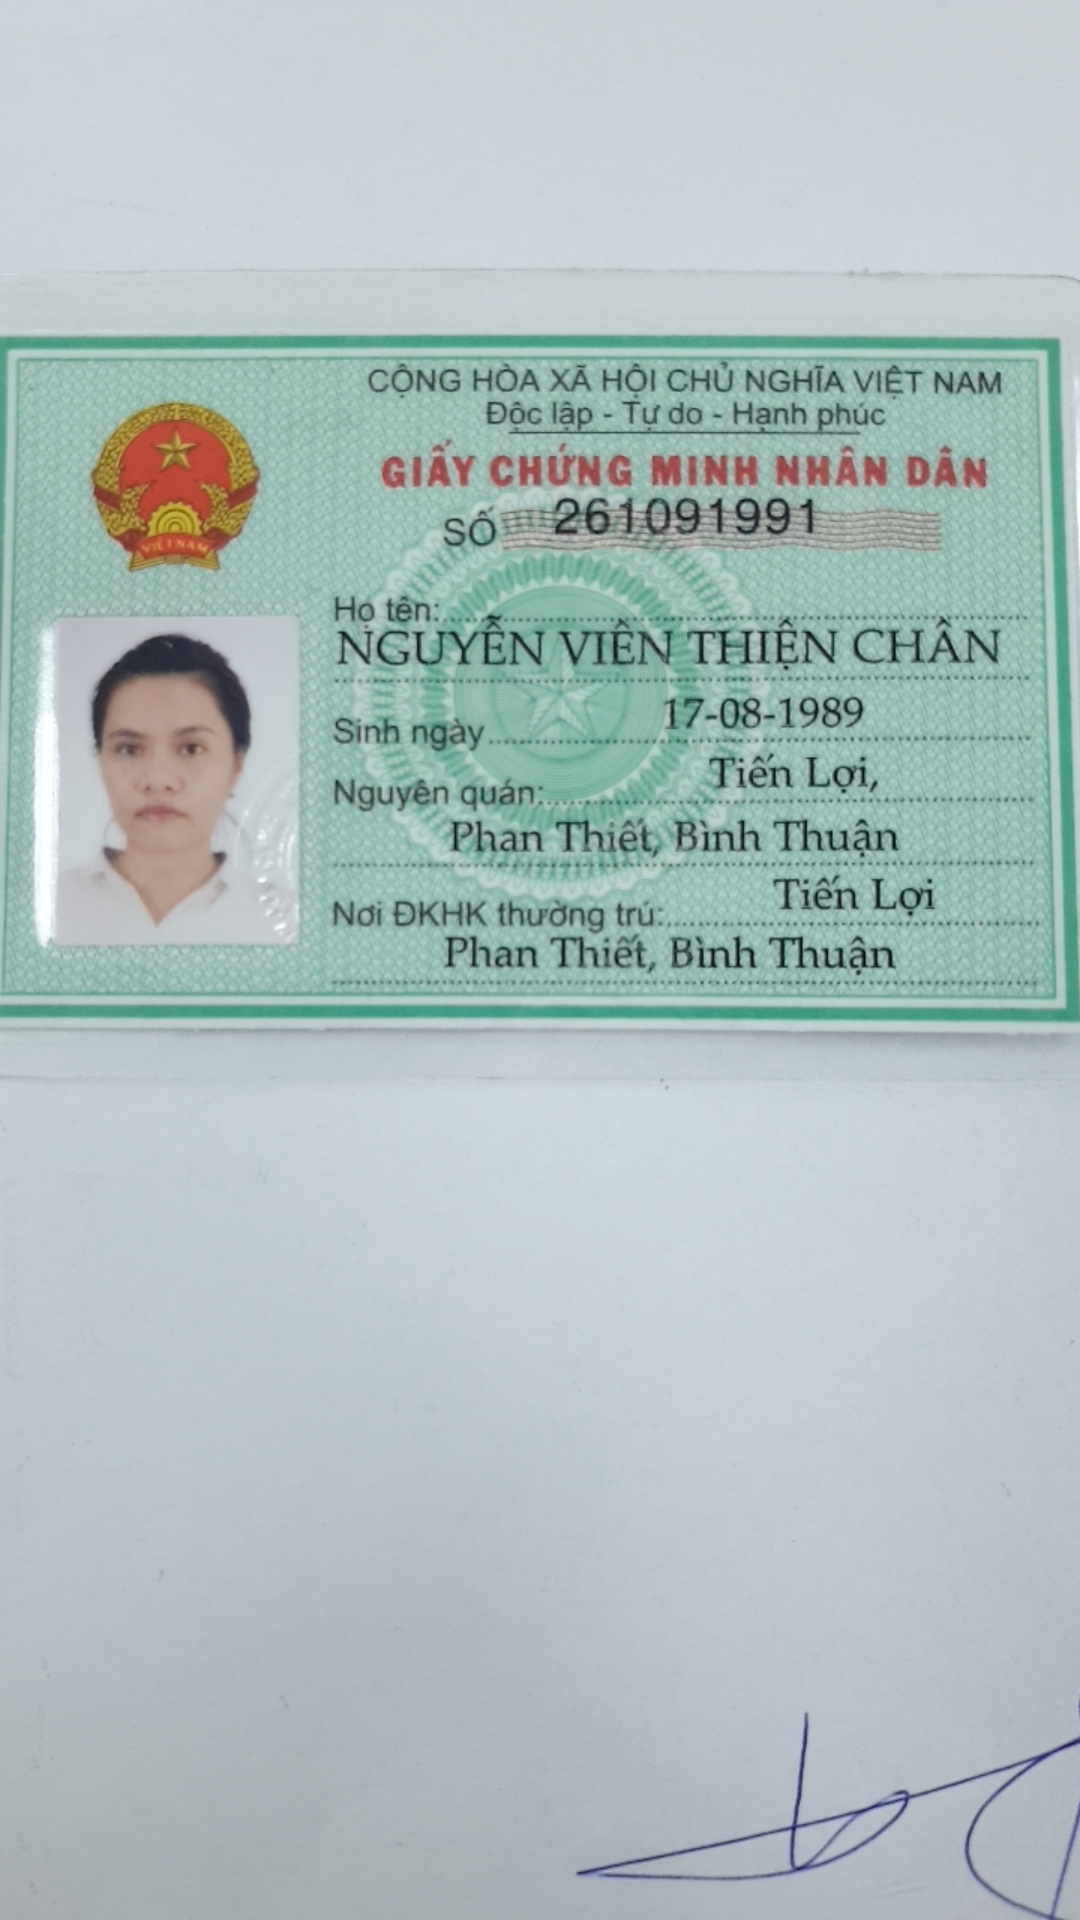 CỘNG HÒA XÃ HỘI CHỦ NGHĨA VIỆT NAM
Độc lập - Tự do - Hạnh phúc
GIẤY CHỨNG MINH NHÂN DÂN
SỐ 261091991
VIỆT NAM
Họ tên:
NGUYỄN VIÊN THIỆN CHÂN
Sinh ngày 17-08-1989
Nguyên quán: Tiến Lợi,
Phan Thiết, Bình Thuận
Nơi ĐKHK thường trú: Tiến Lợi
Phan Thiết, Bình Thuận